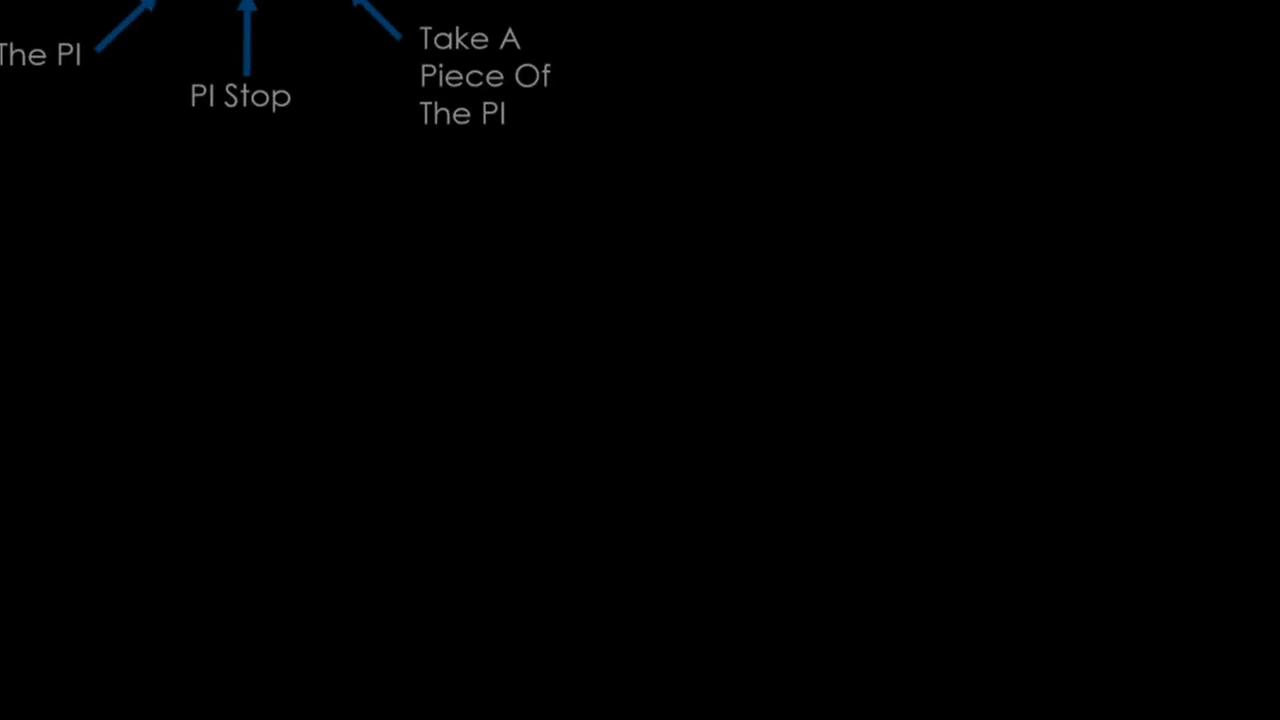 The PI
PI Stop
Take A
Piece Of
The PI